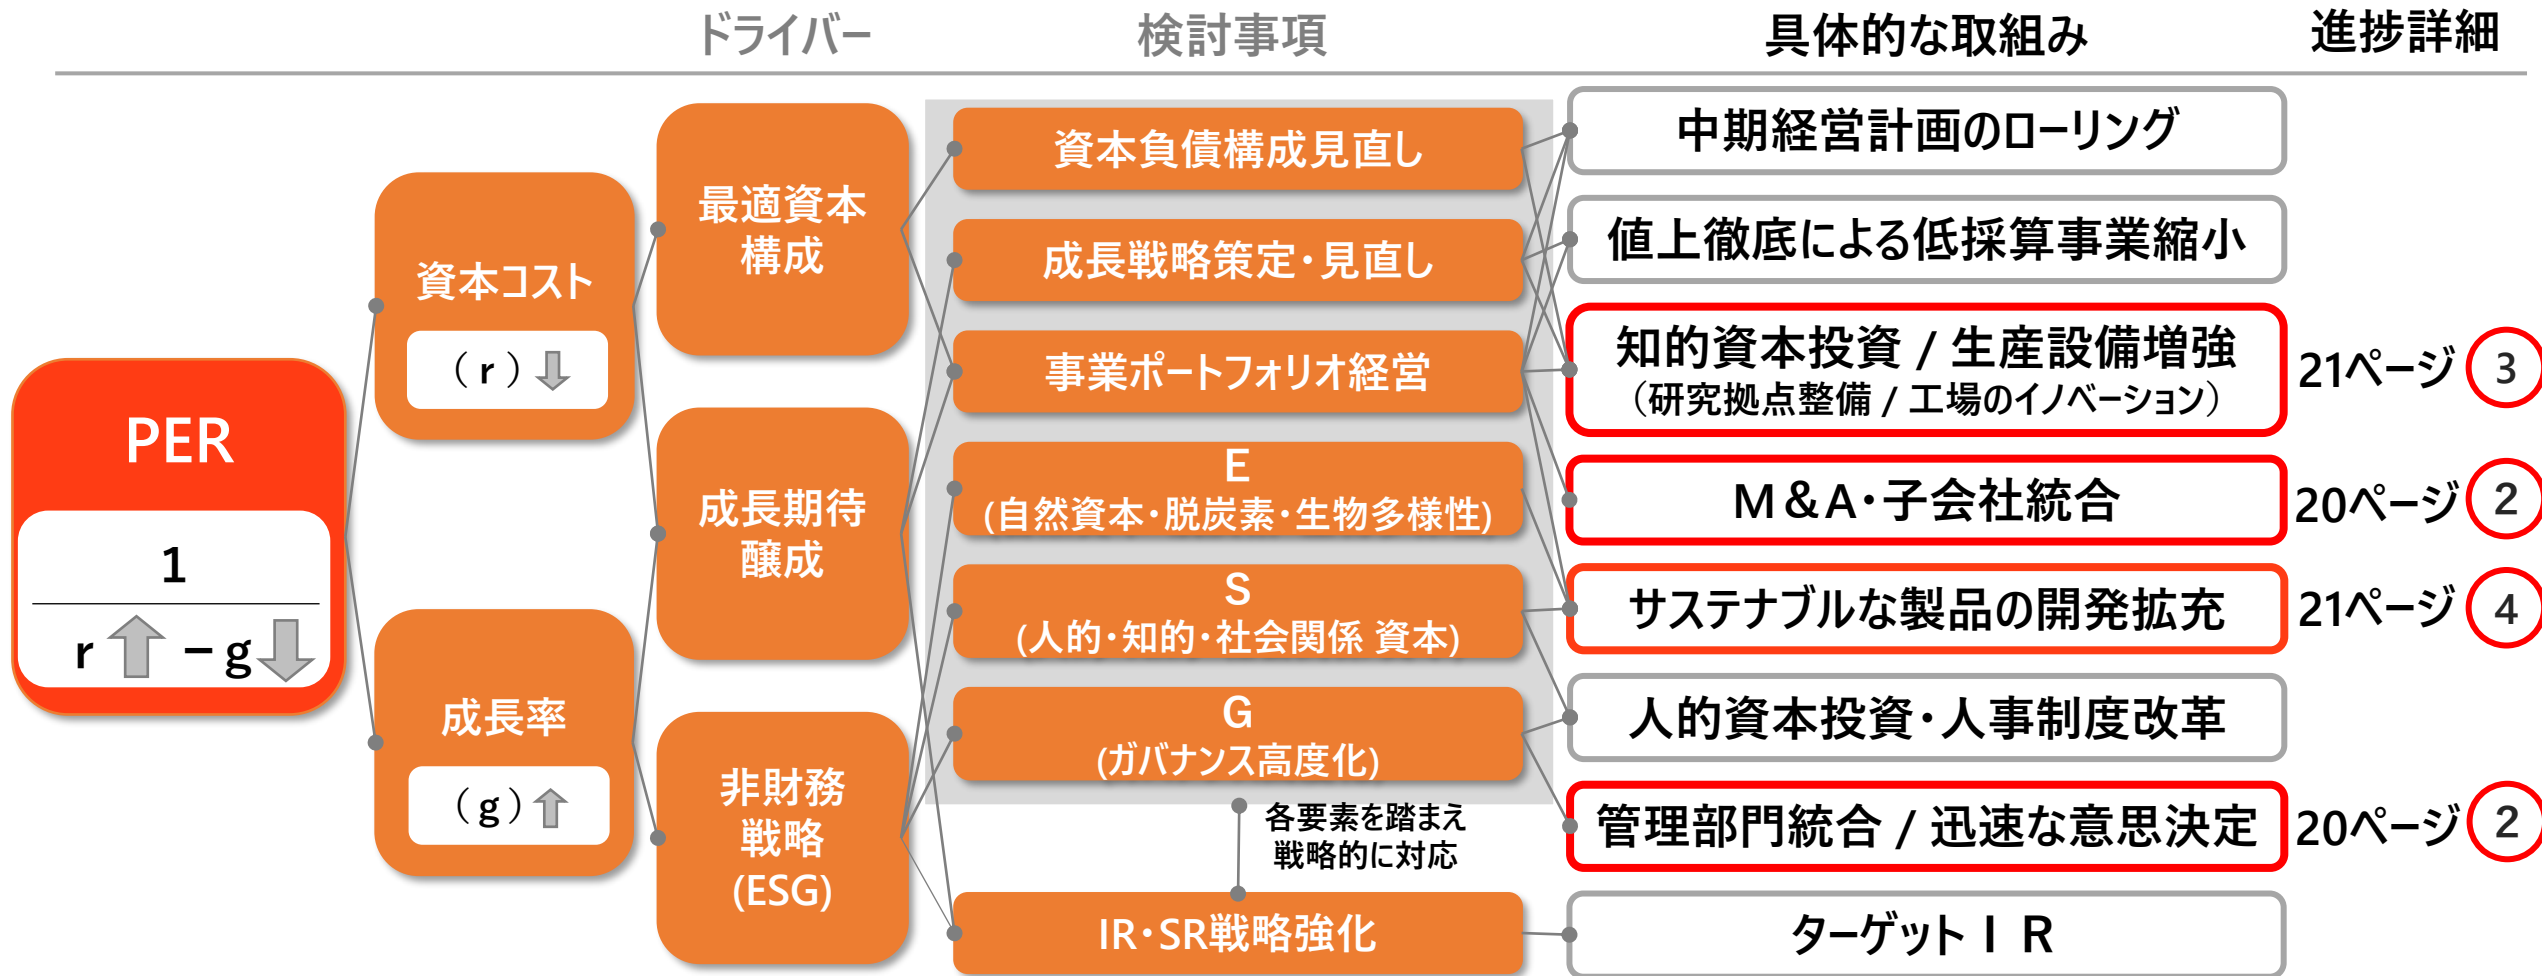 ドライバー
検討事項
具体的な取組み
進捗詳細
PER
1
r － g
資本コスト
（ r ）
成長率
（ g ）
最適資本
構成
成長期待
醸成
非財務
戦略
(ESG)
資本負債構成見直し
成長戦略策定・見直し
事業ポートフォリオ経営
E
(自然資本・脱炭素・生物多様性)
S
(人的・知的・社会関係 資本)
G
(ガバナンス高度化)
各要素を踏まえ
戦略的に対応
IR・SR戦略強化
中期経営計画のローリング
値上徹底による低採算事業縮小
知的資本投資 / 生産設備増強
（研究拠点整備 / 工場のイノベーション）
21ページ 3
M＆A・子会社統合
20ページ 2
サステナブルな製品の開発拡充
21ページ 4
人的資本投資・人事制度改革
管理部門統合 / 迅速な意思決定
20ページ 2
ターゲットＩＲ